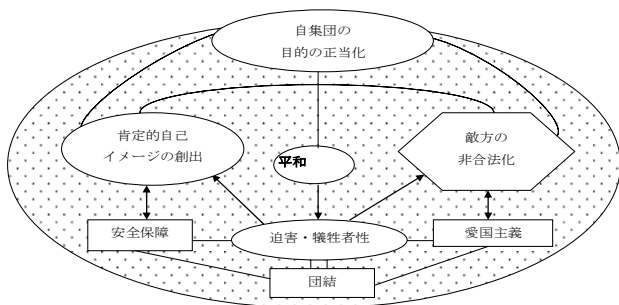 自集団の
目的の正当化
肯定的自己
イメージの創出
平和
敵方の
非合法化
安全保障
迫害・犠牲者性
愛国主義
団結